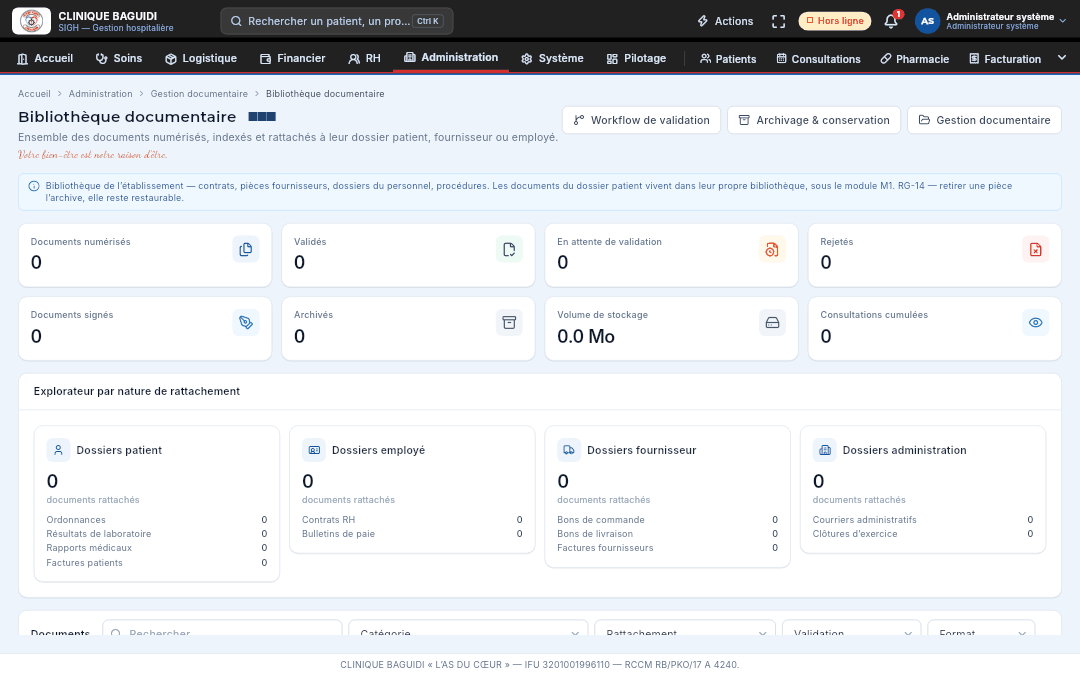 CLINIQUE BAGUIDI
SIGH — Gestion hospitalière
Rechercher un patient, un pro... Ctrl K
Actions
Hors ligne
1
AS
Administrateur système
Administrateur système
Accueil Soins Logistique Financier RH Administration Système Pilotage Patients Consultations Pharmacie Facturation
Accueil > Administration > Gestion documentaire > Bibliothèque documentaire
Bibliothèque documentaire
Ensemble des documents numérisés, indexés et rattachés à leur dossier patient, fournisseur ou employé.
Votre bien-être est notre raison d'être.
Workflow de validation
Archivage & conservation
Gestion documentaire
Bibliothèque de l'établissement — contrats, pièces fournisseurs, dossiers du personnel, procédures. Les documents du dossier patient vivent dans leur propre bibliothèque, sous le module M1. RG-14 — retirer une pièce
l'archive, elle reste restaurable.
Documents numérisés
0
Validés
0
En attente de validation
0
Rejetés
0
Documents signés
0
Archivés
0
Volume de stockage
0.0 Mo
Consultations cumulées
0
Explorateur par nature de rattachement
Dossiers patient
0
documents rattachés
Ordonnances 0
Résultats de laboratoire 0
Rapports médicaux 0
Factures patients 0
Dossiers employé
0
documents rattachés
Contrats RH 0
Bulletins de paie 0
Dossiers fournisseur
0
documents rattachés
Bons de commande 0
Bons de livraison 0
Factures fournisseurs 0
Dossiers administration
0
documents rattachés
Courriers administratifs 0
Clôtures d'exercice 0
Documents Rechercher Catégorie Rattachement Validation Format
CLINIQUE BAGUIDI « L'AS DU CŒUR » — IFU 3201001996110 — RCCM RB/PKO/17 A 4240.